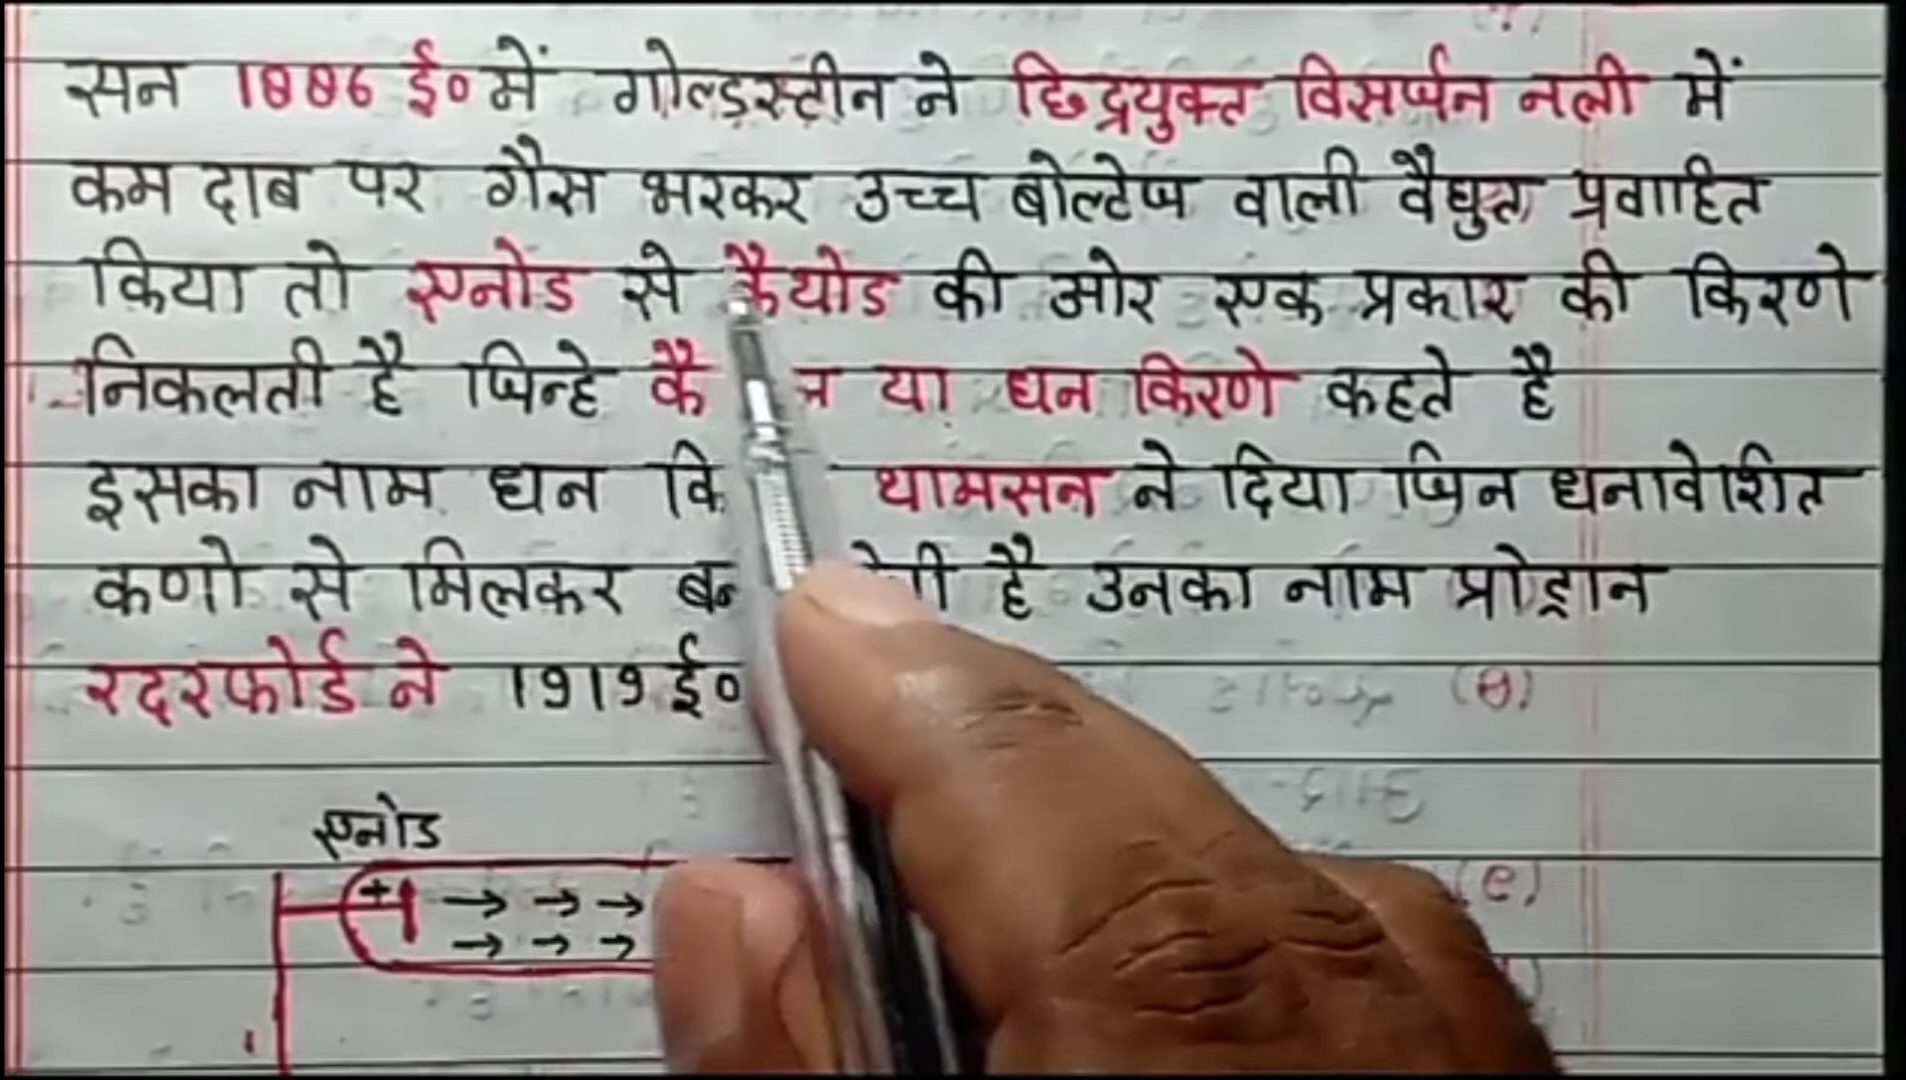 सन 1886 ई० में गोल्ड्स्टीन ने छिद्रयुक्त विसर्जन नली में
कम दाब पर गैस भरकर उच्च बोल्टेज वाली वैधुत प्रवाहित
किया तो एनोड से कैथोड की ओर एक प्रकार की किरणे
निकलती है जिन्हे या धन किरणे कहते है
इसका नाम धन थामसन ने दिया जिन धनावेशित
कणो से मिलकर है उनका नाम प्रोट्रान
रदरफोर्ड ने 1919 ई०
एनोड
+